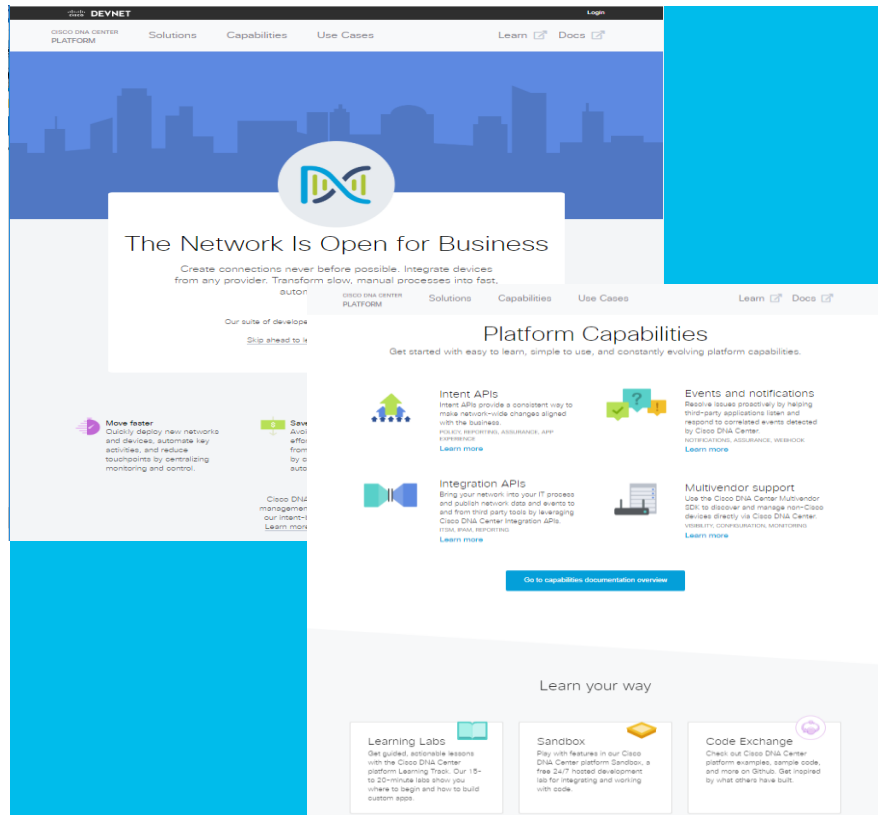 cisco DEVNET
Login
CISCO DNA CENTER
PLATFORM
Solutions
Capabilities
Use Cases
Learn
Docs
The Network Is Open for Business
Create connections never before possible. Integrate devices
from any provider. Transform slow, manual processes into fast,
Our suite of
Skip ahead to
Move faster
Quickly deploy new networks
and devices, automate key
activities, and reduce
touchpoints by centralizing
monitoring and control.
Cisco DNA
our
Learn more
CISCO DNA CENTER
PLATFORM
Solutions
Capabilities
Use Cases
Learn
Docs
Platform Capabilities
Get started with easy to learn, simple to use, and constantly evolving platform capabilities.
Intent APIs
Intent APIs provide a consistent way to
make network-wide changes aligned
with the business.
POLICY, REPORTING, ASSURANCE, APP
EXPERIENCE
Learn more
?
!
Events and notifications
Resolve issues proactively by helping
third-party applications listen and
respond to correlated events detected
by Cisco DNA Center.
NOTIFICATIONS, ASSURANCE, WEBHOOK
Learn more
Integration APIs
Bring your network into your IT process
and publish network data and events to
and from third party tools by leveraging
Cisco DNA Center Integration APIs.
ITSM, IPAM, REPORTING
Learn more
Multivendor support
Use the Cisco DNA Center Multivendor
SDK to discover and manage non-Cisco
devices directly via Cisco DNA Center.
VISIBILITY, CONFIGURATION, MONITORING
Learn more
Go to capabilities documentation overview
Learn your way
Learning Labs
Get guided, actionable lessons
with the Cisco DNA Center
platform Learning Track. Our 15-
to 20-minute labs show you
where to begin and how to build
custom apps.
Sandbox
Play with features in our Cisco
DNA Center platform Sandbox, a
free 24/7 hosted development
lab for integrating and working
with code.
Code Exchange
Check out Cisco DNA Center
platform examples, sample code,
and more on Github. Get inspired
by what others have built.